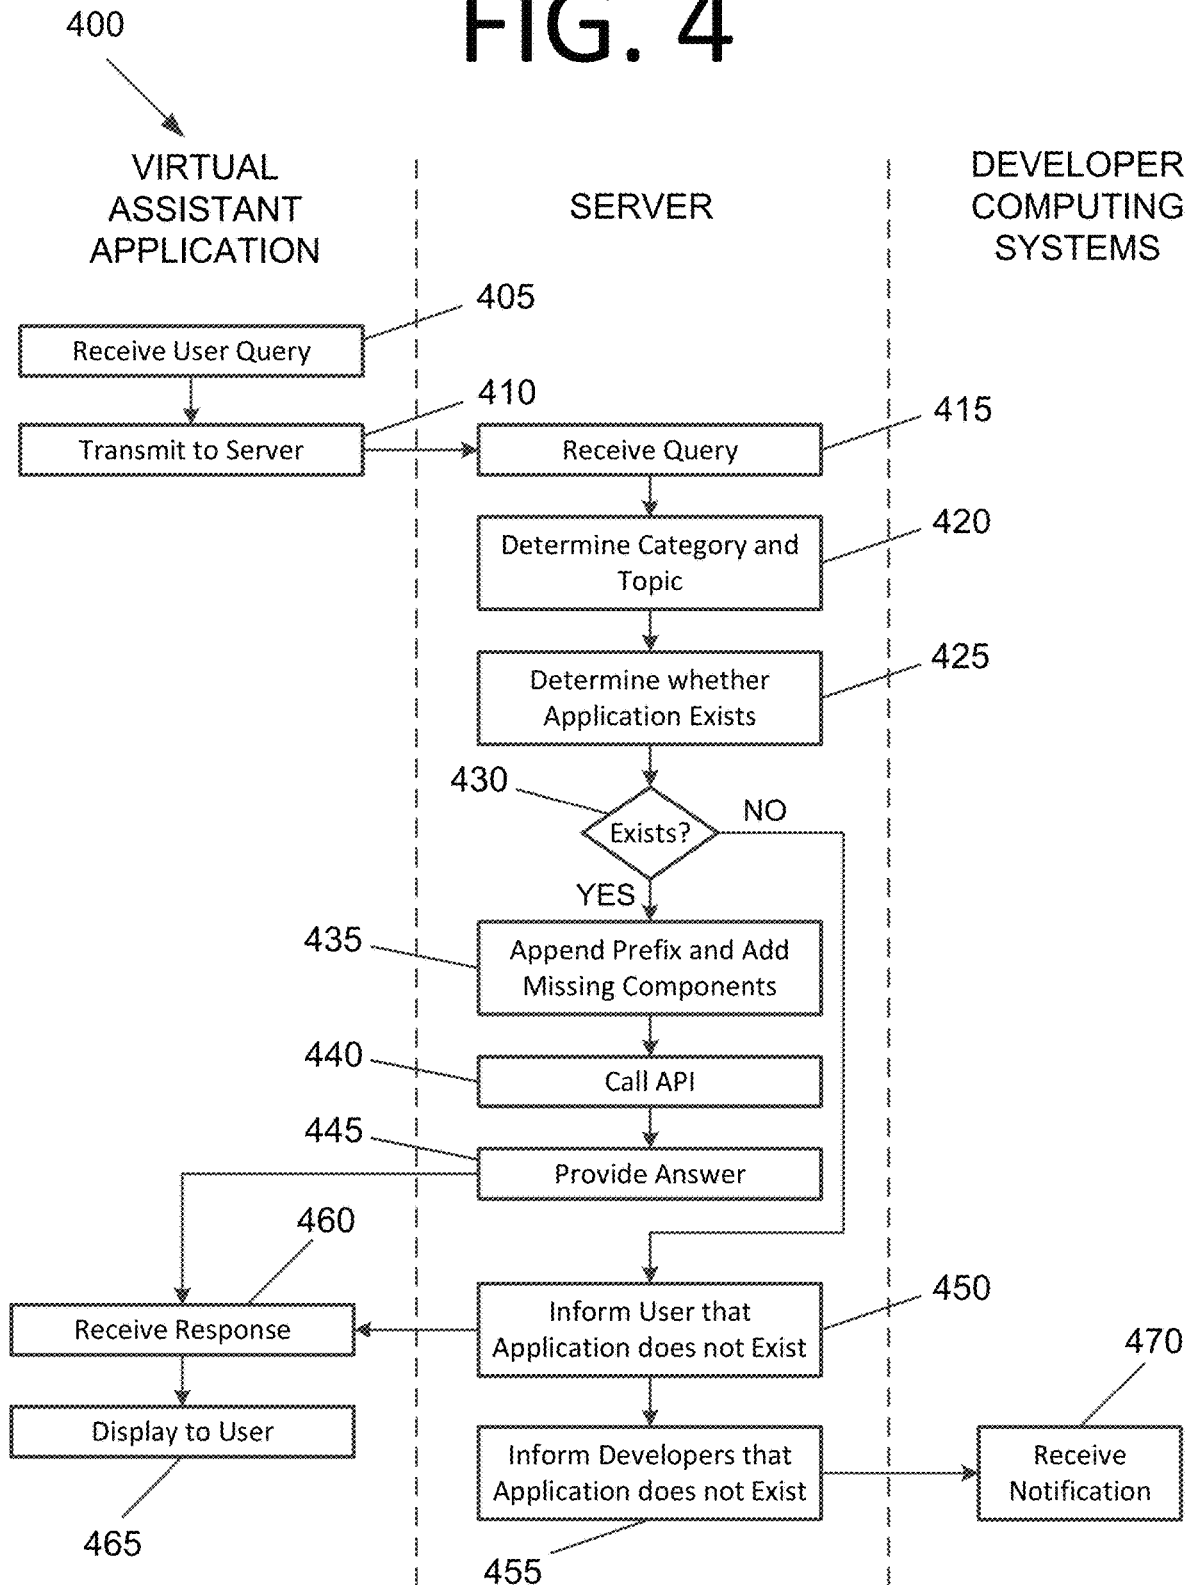 FIG. 4
400
VIRTUAL
ASSISTANT
APPLICATION
SERVER
DEVELOPER
COMPUTING
SYSTEMS
405
Receive User Query
410
Transmit to Server
415
Receive Query
420
Determine Category and
Topic
425
Determine whether
Application Exists
430
Exists?
NO
YES
435
Append Prefix and Add
Missing Components
440
Call API
445
Provide Answer
460
Receive Response
450
Inform User that
Application does not Exist
470
Display to User
465
Inform Developers that
Application does not Exist
455
Receive
Notification